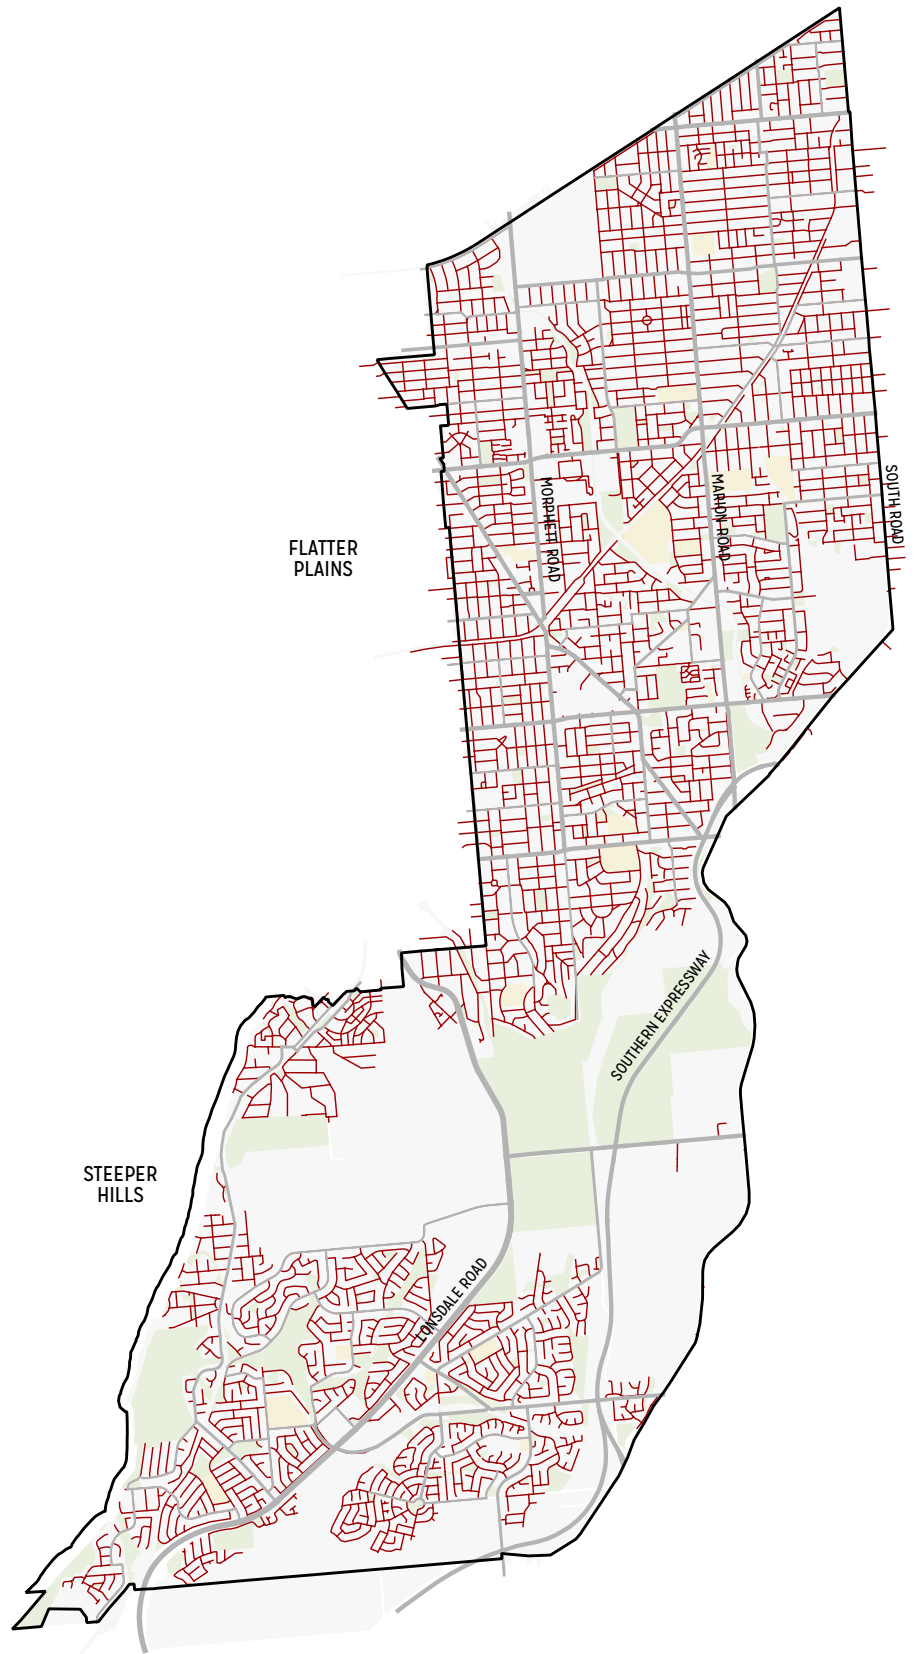 SOUTH ROAD
MARION ROAD
MORPHETT ROAD
FLATTER
PLAINS
SOUTHERN EXPRESSWAY
STEEPER
HILLS
LONSDALE ROAD